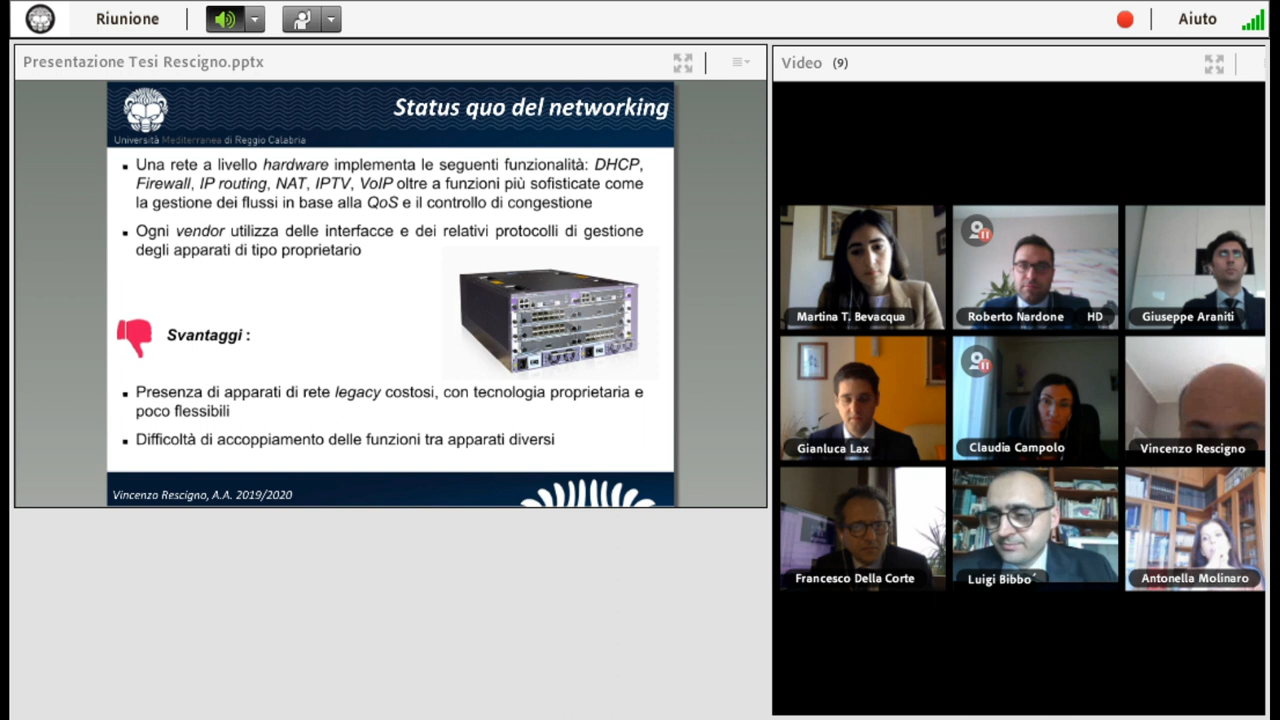 Riunione
Aiuto
Presentazione Tesi Rescigno.pptx
Status quo del networking
Università Mediterranea di Reggio Calabria
▪ Una rete a livello hardware implementa le seguenti funzionalità: DHCP,
Firewall, IP routing, NAT, IPTV, VoIP oltre a funzioni più sofisticate come
la gestione dei flussi in base alla QoS e il controllo di congestione
▪ Ogni vendor utilizza delle interfacce e dei relativi protocolli di gestione
degli apparati di tipo proprietario
Svantaggi :
▪ Presenza di apparati di rete legacy costosi, con tecnologia proprietaria e
poco flessibili
▪ Difficoltà di accoppiamento delle funzioni tra apparati diversi
Vincenzo Rescigno, A.A. 2019/2020
Video (9)
Martina T. Bevacqua
Roberto Nardone HD
Giuseppe Araniti
Gianluca Lax
Claudia Campolo
Vincenzo Rescigno
Francesco Della Corte
Luigi Bibbo´
Antonella Molinaro